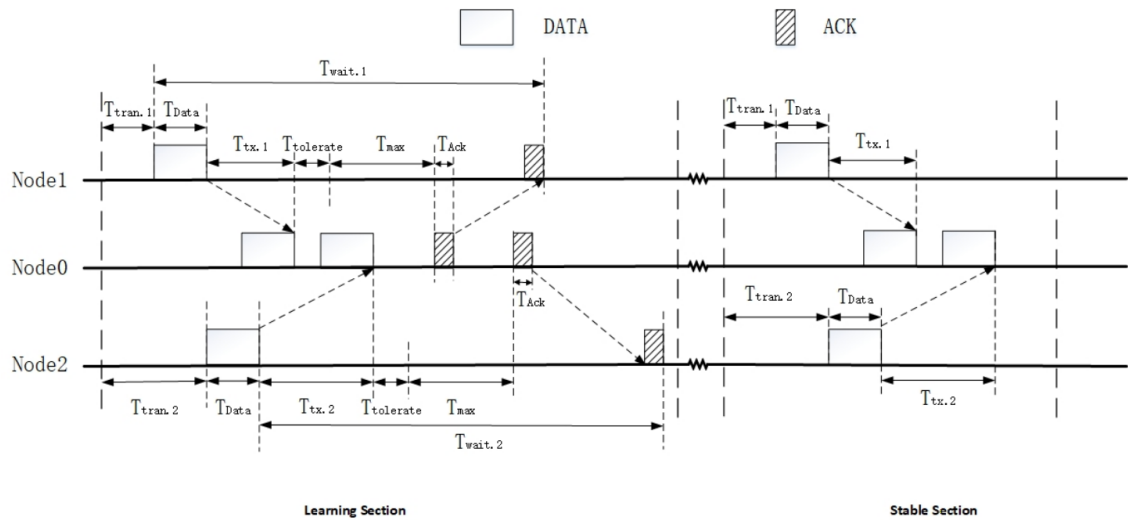 DATA
ACK
Twait.1
Ttran.1 TData Ttx.1 Ttolerate Tmax TAck
Ttran.1 TData Ttx.1
Node1
Node0
TAck
Ttran.2 TData
Node2
Ttran.2 TData Ttx.2 Ttolerate Tmax
Ttx.2
Twait.2
Learning Section
Stable Section